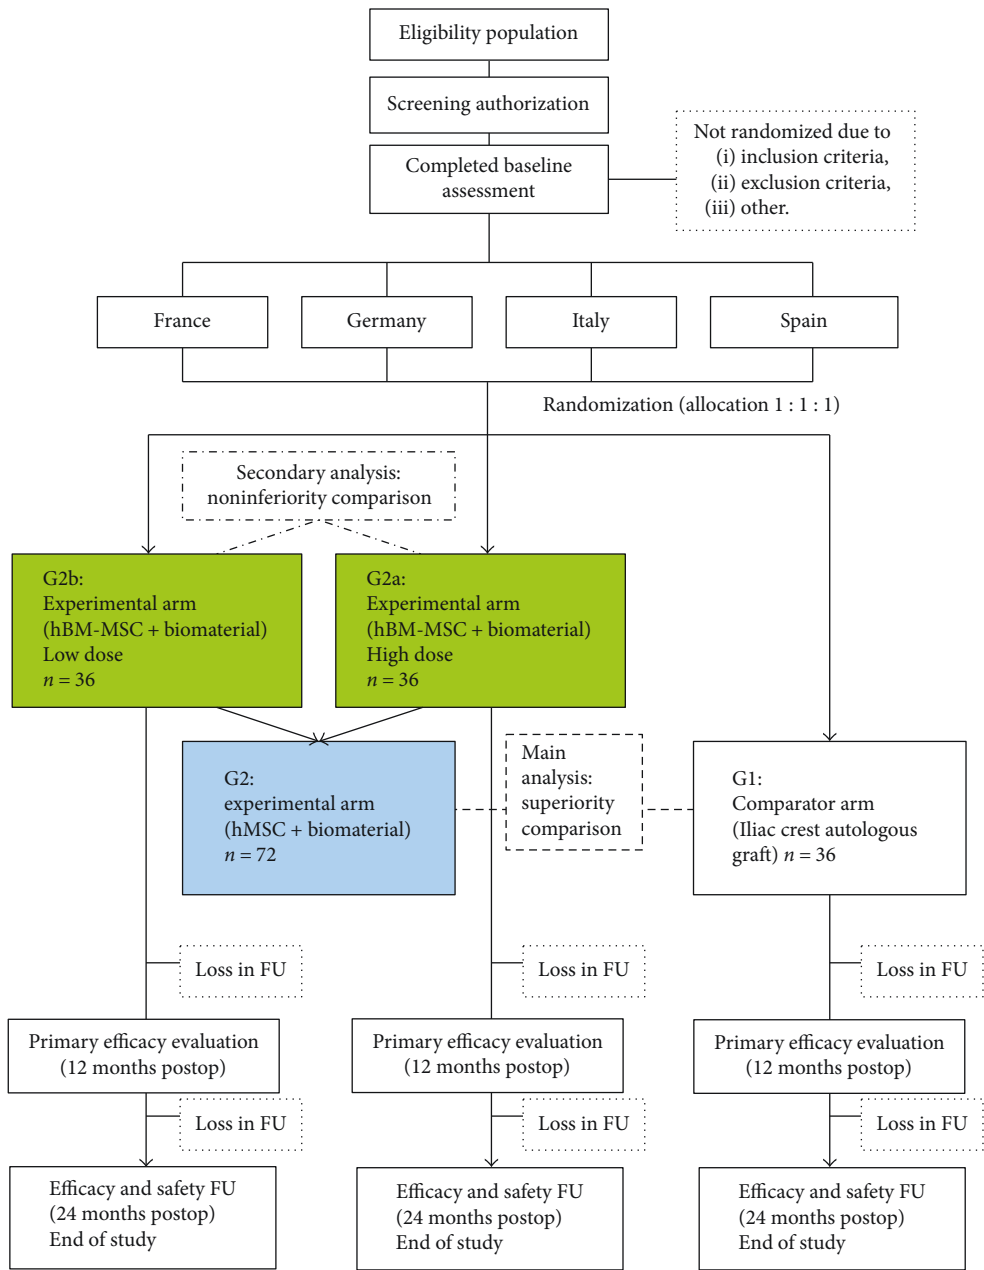 Eligibility population
Screening authorization
Completed baseline
assessment
Not randomized due to
(i) inclusion criteria,
(ii) exclusion criteria,
(iii) other.
France
Germany
Italy
Spain
Randomization (allocation 1 : 1 : 1)
Secondary analysis:
noninferiority comparison
G2b:
Experimental arm
(hBM-MSC + biomaterial)
Low dose
n = 36
G2a:
Experimental arm
(hBM-MSC + biomaterial)
High dose
n = 36
G2:
experimental arm
(hMSC + biomaterial)
n = 72
Main
analysis:
superiority
comparison
G1:
Comparator arm
(Iliac crest autologous
graft) n = 36
Loss in FU
Loss in FU
Loss in FU
Primary efficacy evaluation
(12 months postop)
Primary efficacy evaluation
(12 months postop)
Primary efficacy evaluation
(12 months postop)
Loss in FU
Loss in FU
Loss in FU
Efficacy and safety FU
(24 months postop)
End of study
Efficacy and safety FU
(24 months postop)
End of study
Efficacy and safety FU
(24 months postop)
End of study